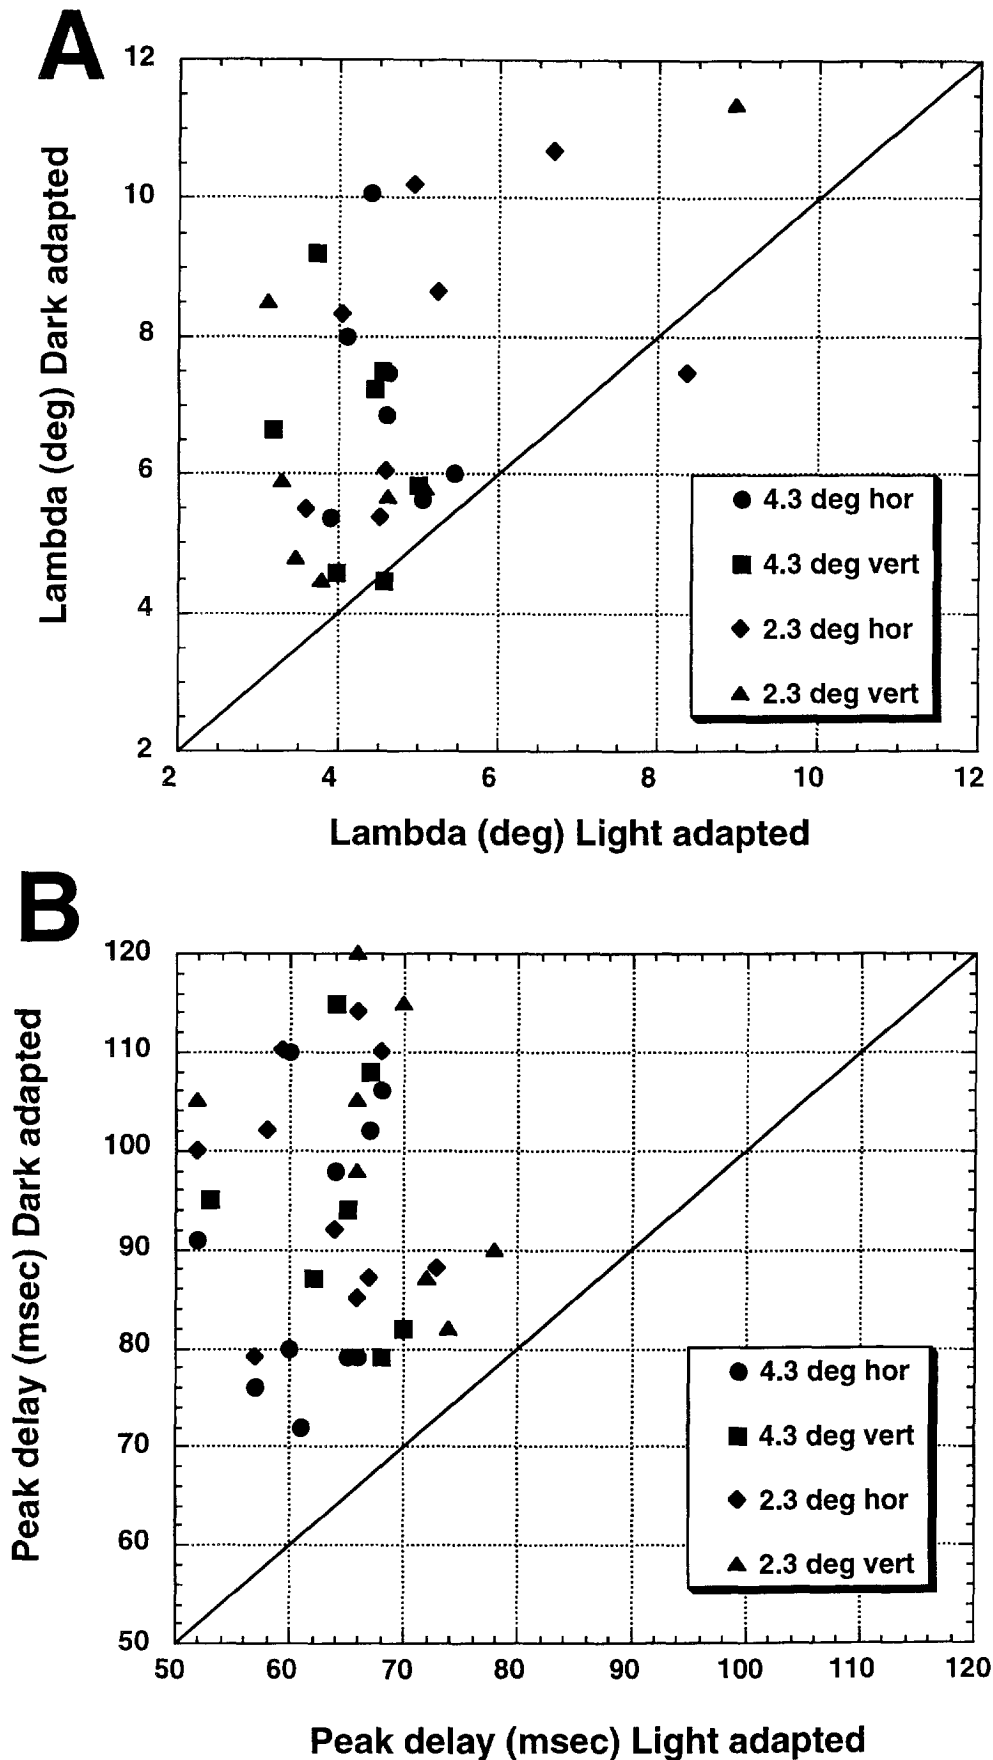 A
12
10
8
6
4
2
Lambda (deg) Dark adapted
4.3 deg hor
4.3 deg vert
2.3 deg hor
2.3 deg vert
2 4 6 8 10 12
Lambda (deg) Light adapted
B
120
110
100
90
80
70
60
50
Peak delay (msec) Dark adapted
4.3 deg hor
4.3 deg vert
2.3 deg hor
2.3 deg vert
50 60 70 80 90 100 110 120
Peak delay (msec) Light adapted